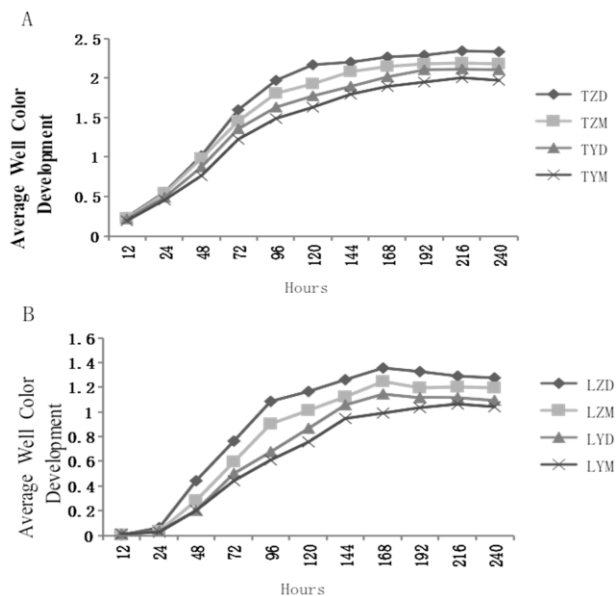 A
2.5
2
1.5
1
0.5
0
Average Well Color
Development
12 24 48 72 96 120 144 168 192 216 240
Hours
TZD
TZM
TYD
TYM
B
1.6
1.4
1.2
1
0.8
0.6
0.4
0.2
0
Average Well Color
Development
12 24 48 72 96 120 144 168 192 216 240
Hours
LZD
LZM
LYD
LYM